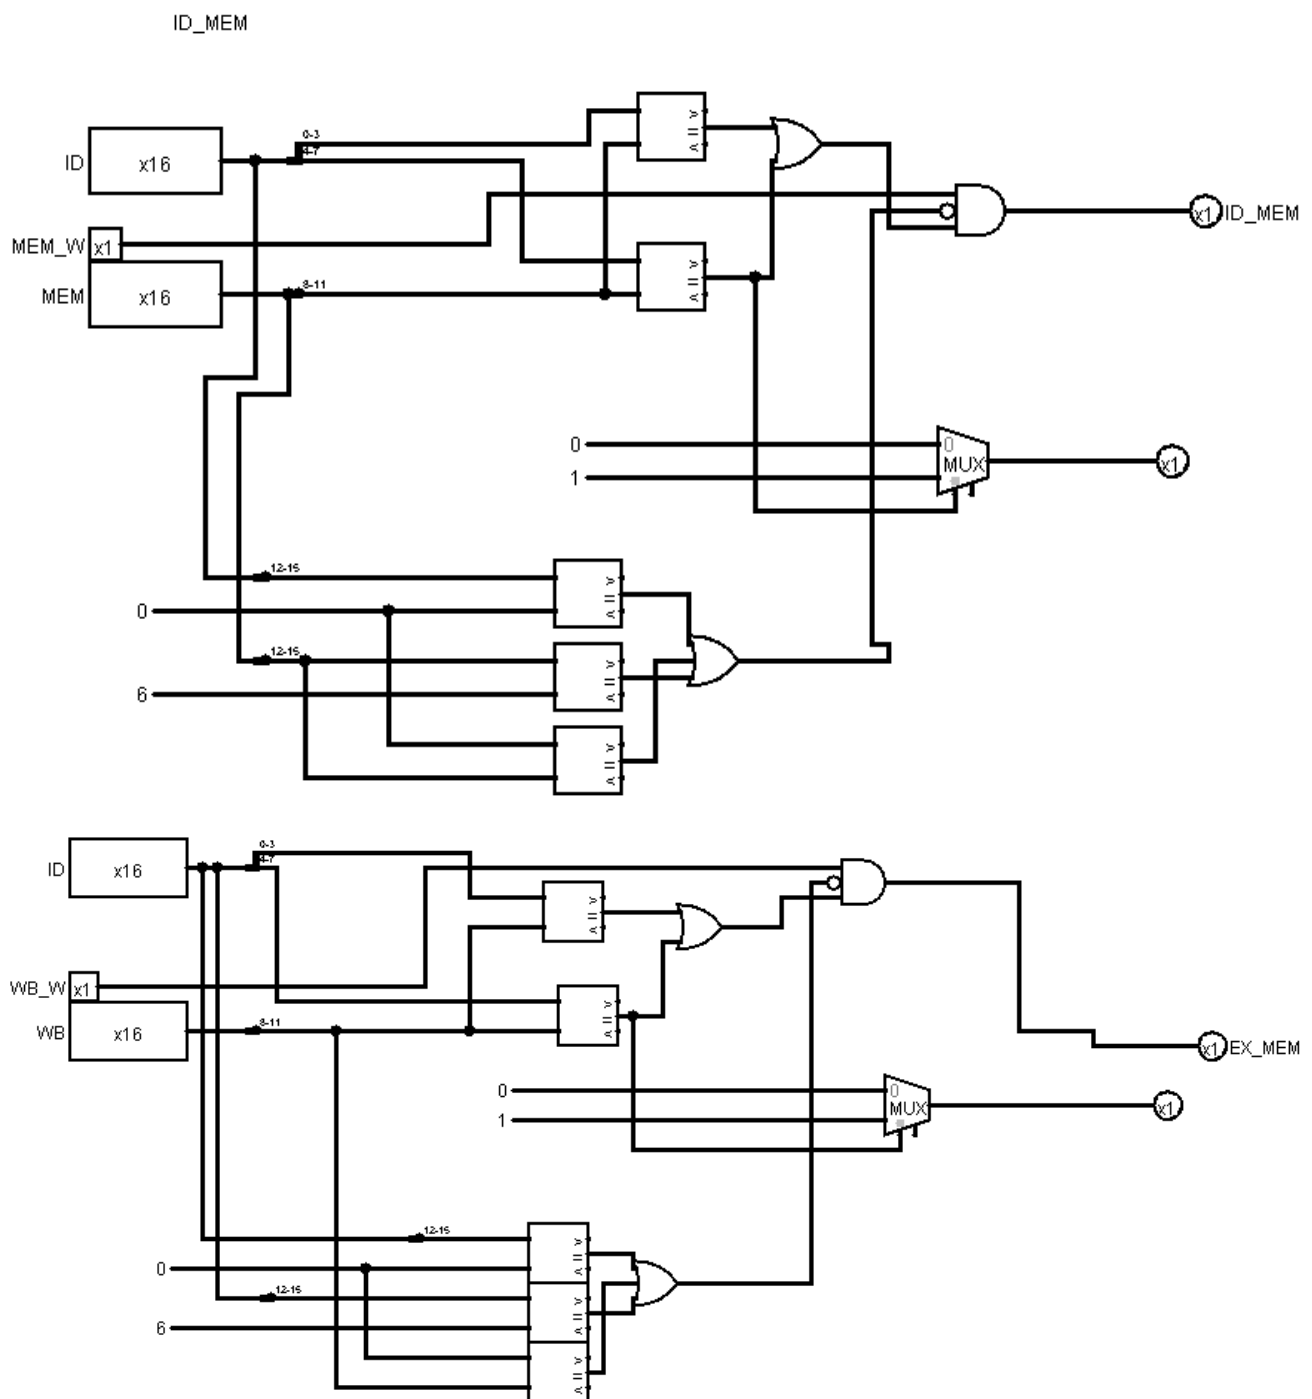 ID_MEM
0-3
4-7
ID x16
x1 ID_MEM
MEM_W x1
MEM x16
8-11
> = <
> = <
0
0
MUX
x1
1
12-15
0
12-15
6
> = <
> = <
> = <
ID x16
0-3
4-7
> = <
WB_W x1
WB x16
8-11
> = <
x1 EX_MEM
0
0
MUX
x1
1
12-15
0
12-15
6
> = <
> = <
> = <